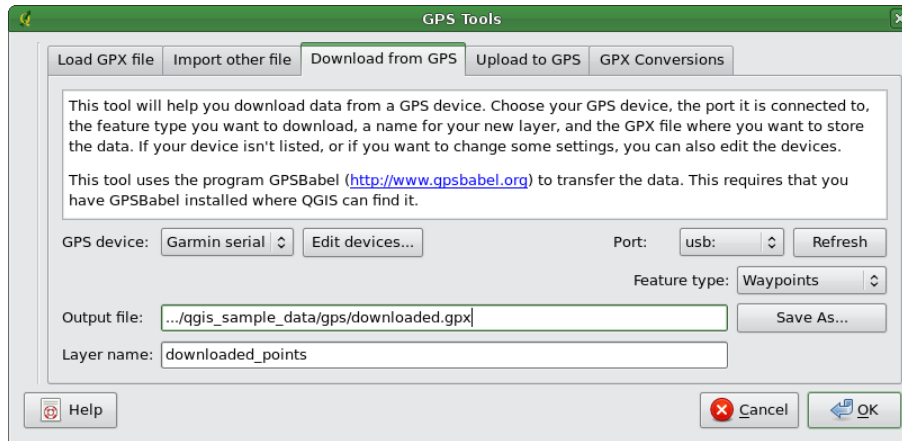 GPS Tools
Load GPX file Import other file Download from GPS Upload to GPS GPX Conversions
This tool will help you download data from a GPS device. Choose your GPS device, the port it is connected to,
the feature type you want to download, a name for your new layer, and the GPX file where you want to store
the data. If your device isn't listed, or if you want to change some settings, you can also edit the devices.
This tool uses the program GPSBabel (http://www.gpsbabel.org) to transfer the data. This requires that you
have GPSBabel installed where QGIS can find it.
GPS device: Garmin serial Edit devices... Port: usb: Refresh
Feature type: Waypoints
Output file: .../qgis_sample_data/gps/downloaded.gpx Save As...
Layer name: downloaded_points
Help Cancel OK